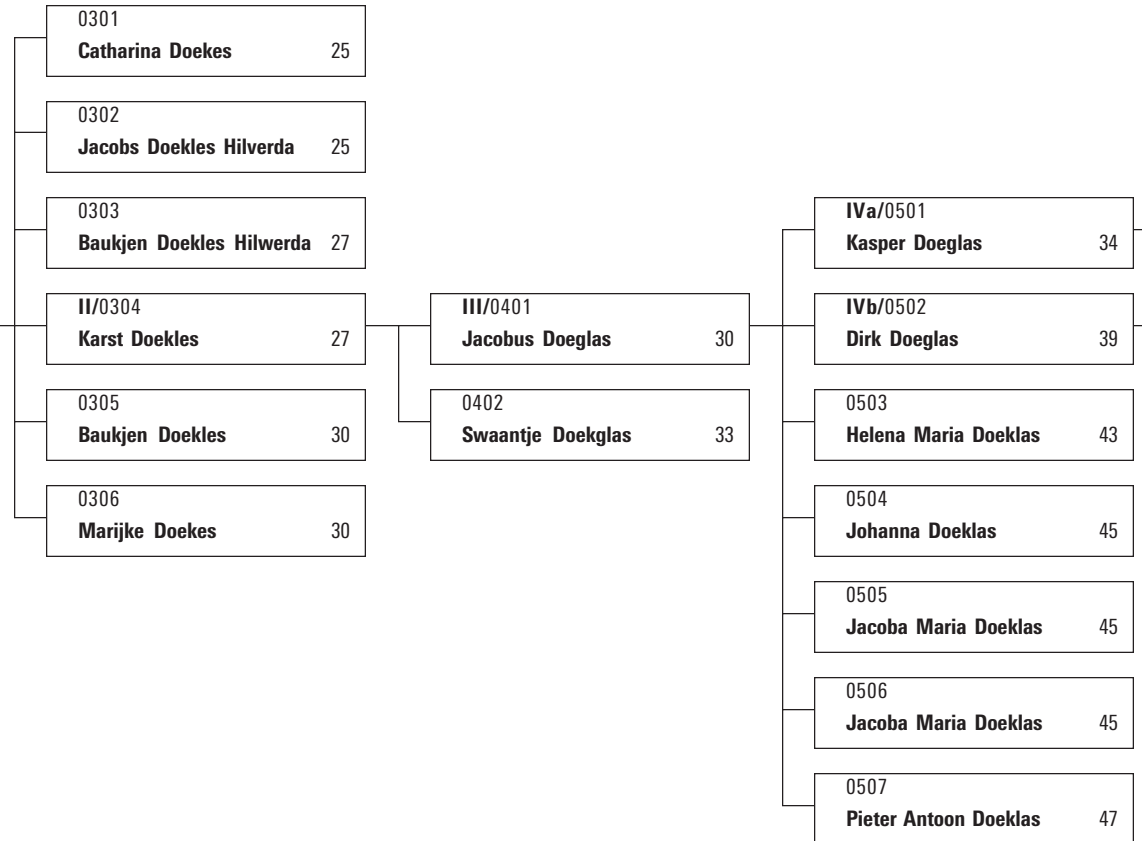 0301
Catharina Doekes 25
0302
Jacobs Doekles Hilverda 25
0303
Baukjen Doekles Hilwerda 27
II/0304
Karst Doekles 27
0305
Baukjen Doekles 30
0306
Marijke Doekes 30
III/0401
Jacobus Doeglas 30
0402
Swaantje Doekglas 33
IVa/0501
Kasper Doeglas 34
IVb/0502
Dirk Doeglas 39
0503
Helena Maria Doeklas 43
0504
Johanna Doeklas 45
0505
Jacoba Maria Doeklas 45
0506
Jacoba Maria Doeklas 45
0507
Pieter Antoon Doeklas 47